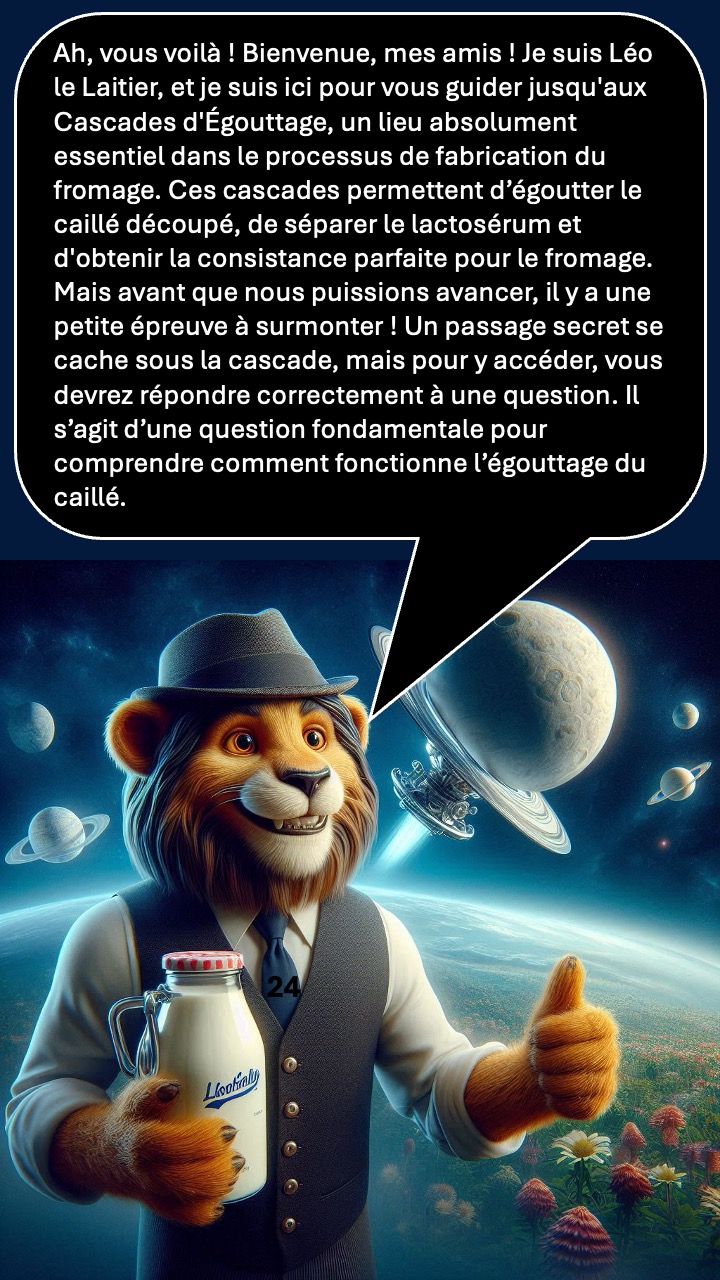 Ah, vous voilà ! Bienvenue, mes amis ! Je suis Léo
le Laitier, et je suis ici pour vous guider jusqu'aux
Cascades d'Égouttage, un lieu absolument
essentiel dans le processus de fabrication du
fromage. Ces cascades permettent d’égoutter le
caillé découpé, de séparer le lactosérum et
d'obtenir la consistance parfaite pour le fromage.
Mais avant que nous puissions avancer, il y a une
petite épreuve à surmonter ! Un passage secret se
cache sous la cascade, mais pour y accéder, vous
devrez répondre correctement à une question. Il
s’agit d’une question fondamentale pour
comprendre comment fonctionne l’égouttage du
caillé.
24